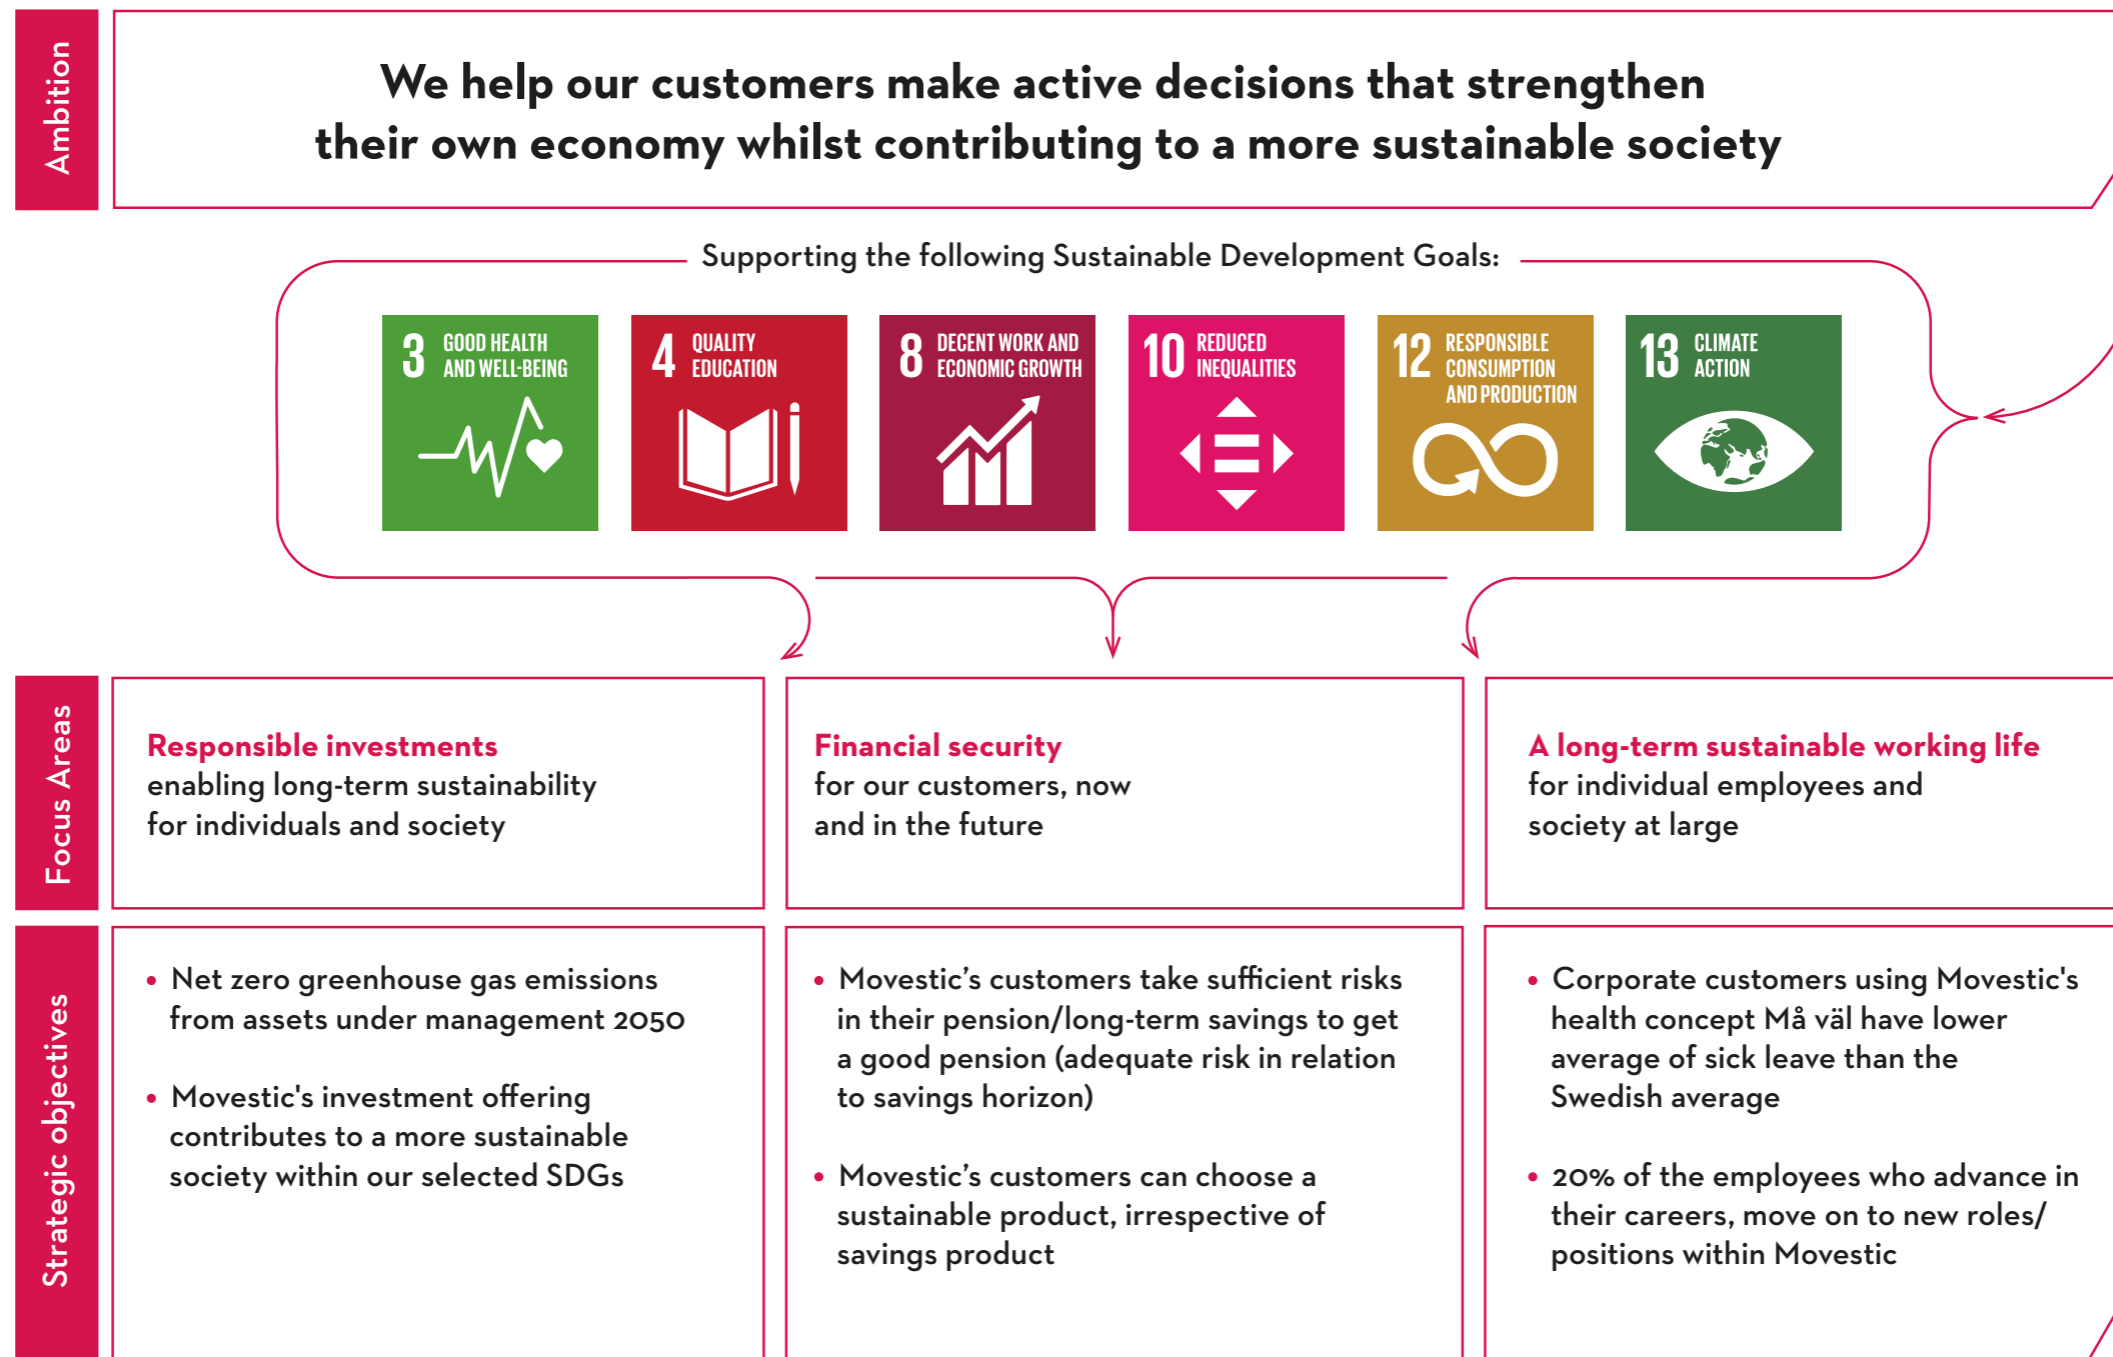 Ambition
We help our customers make active decisions that strengthen
their own economy whilst contributing to a more sustainable society
Supporting the following Sustainable Development Goals:
3 GOOD HEALTH
AND WELL-BEING
4 QUALITY
EDUCATION
8 DECENT WORK AND
ECONOMIC GROWTH
10 REDUCED
INEQUALITIES
12 RESPONSIBLE
CONSUMPTION
AND PRODUCTION
13 CLIMATE
ACTION
Focus Areas
Responsible investments
enabling long-term sustainability
for individuals and society
Financial security
for our customers, now
and in the future
A long-term sustainable working life
for individual employees and
society at large
Strategic objectives
• Net zero greenhouse gas emissions
from assets under management 2050
• Movestic's investment offering
contributes to a more sustainable
society within our selected SDGs
• Movestic’s customers take sufficient risks
in their pension/long-term savings to get
a good pension (adequate risk in relation
to savings horizon)
• Movestic’s customers can choose a
sustainable product, irrespective of
savings product
• Corporate customers using Movestic's
health concept Må väl have lower
average of sick leave than the
Swedish average
• 20% of the employees who advance in
their careers, move on to new roles/
positions within Movestic